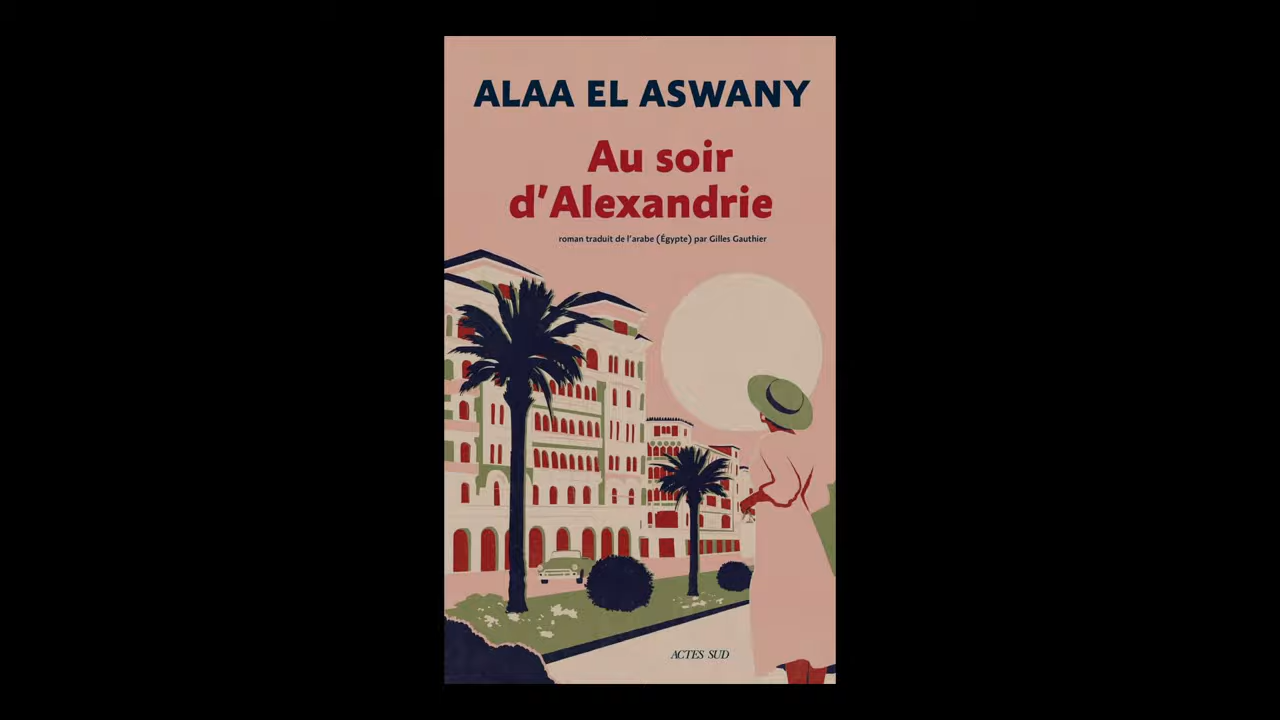 ALAA EL ASWANY
Au soir
d'Alexandrie
roman traduit de l'arabe (Égypte) par Gilles Gauthier
ACTES SUD